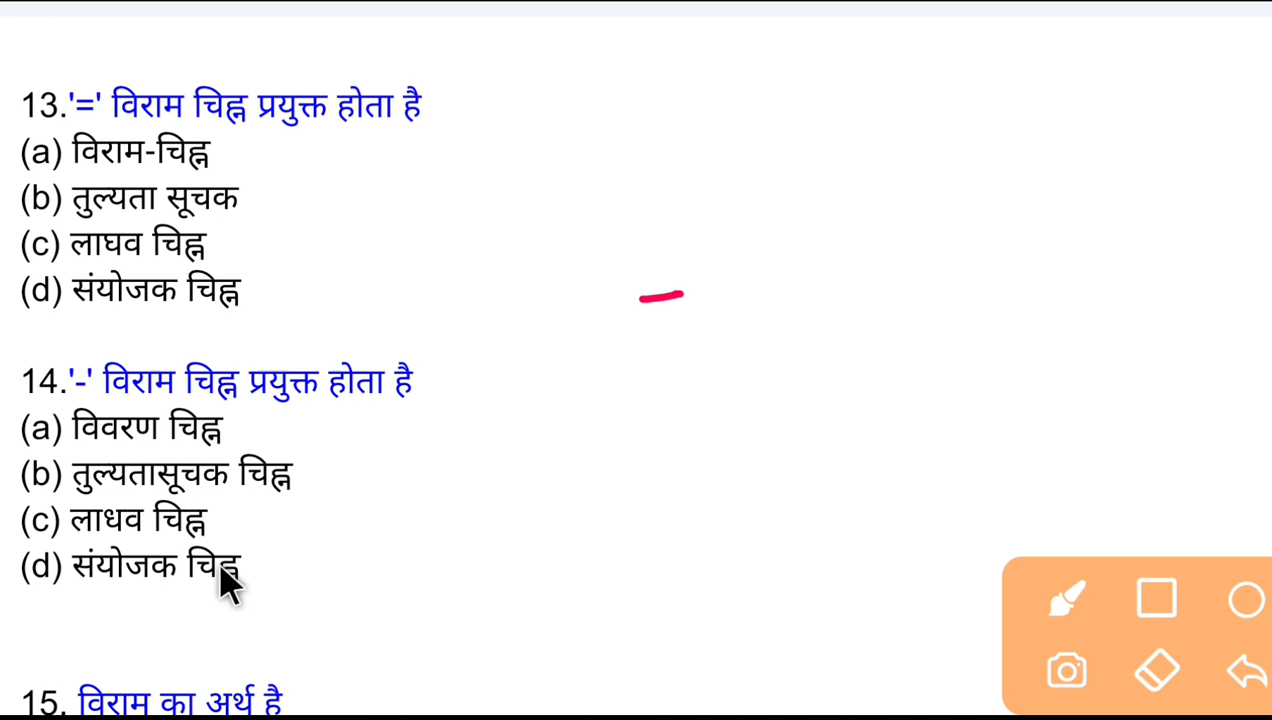 13.'=' विराम चिह्न प्रयुक्त होता है
(a) विराम-चिह्न
(b) तुल्यता सूचक
(c) लाघव चिह्न
(d) संयोजक चिह्न
14.'-' विराम चिह्न प्रयुक्त होता है
(a) विवरण चिह्न
(b) तुल्यतासूचक चिह्न
(c) लाधव चिह्न
(d) संयोजक चिह्न
15. विराम का अर्थ है